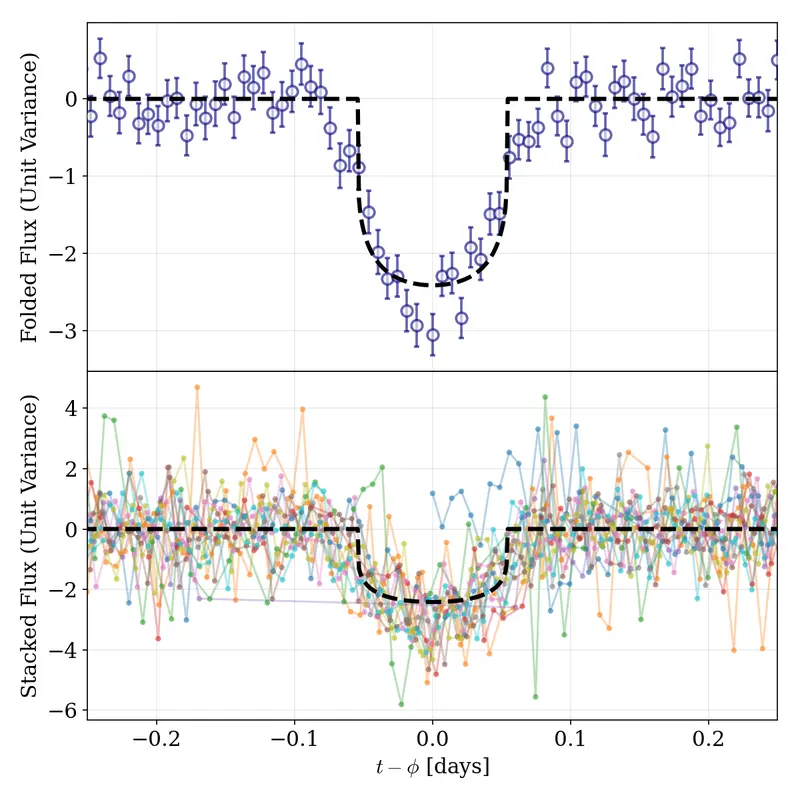 Folded Flux (Unit Variance)
0
−1
−2
−3
Stacked Flux (Unit Variance)
4
2
0
−2
−4
−6
−0.2 −0.1 0.0 0.1 0.2
t − ϕ [days]